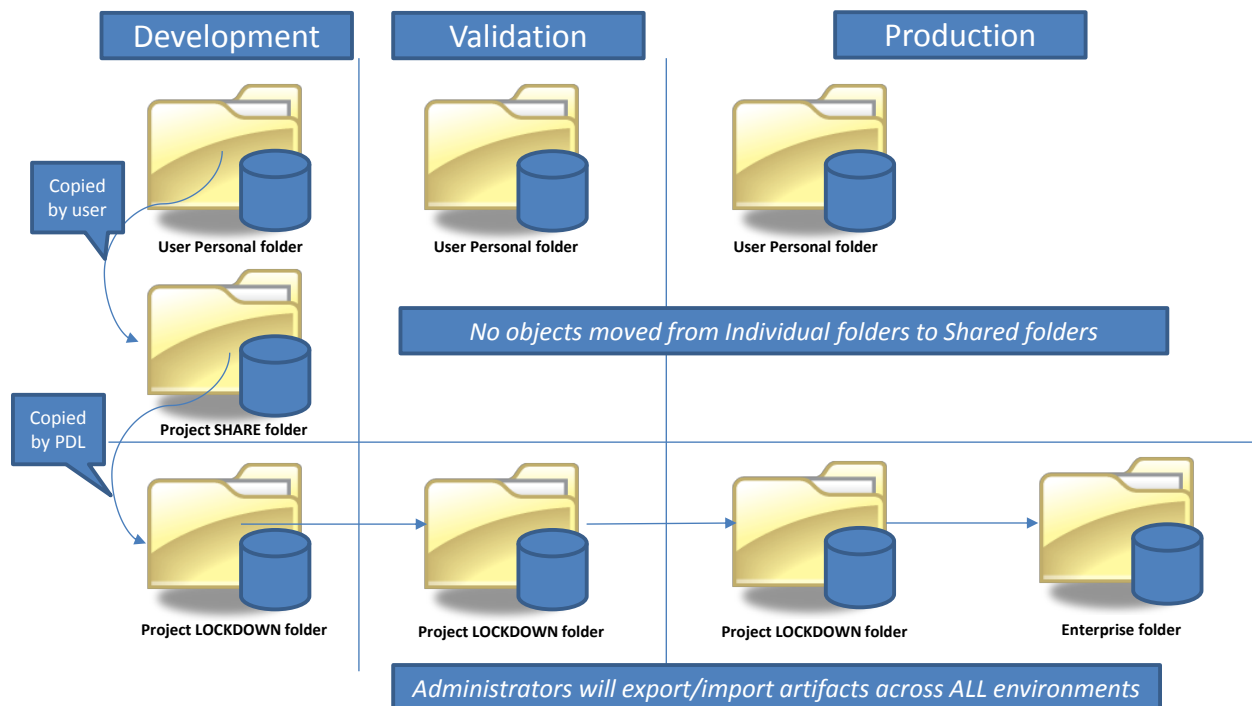 Development
Validation
Production
Copied
by user
User Personal folder
User Personal folder
User Personal folder
No objects moved from Individual folders to Shared folders
Copied
by PDL
Project SHARE folder
Project LOCKDOWN folder
Project LOCKDOWN folder
Project LOCKDOWN folder
Enterprise folder
Administrators will export/import artifacts across ALL environments